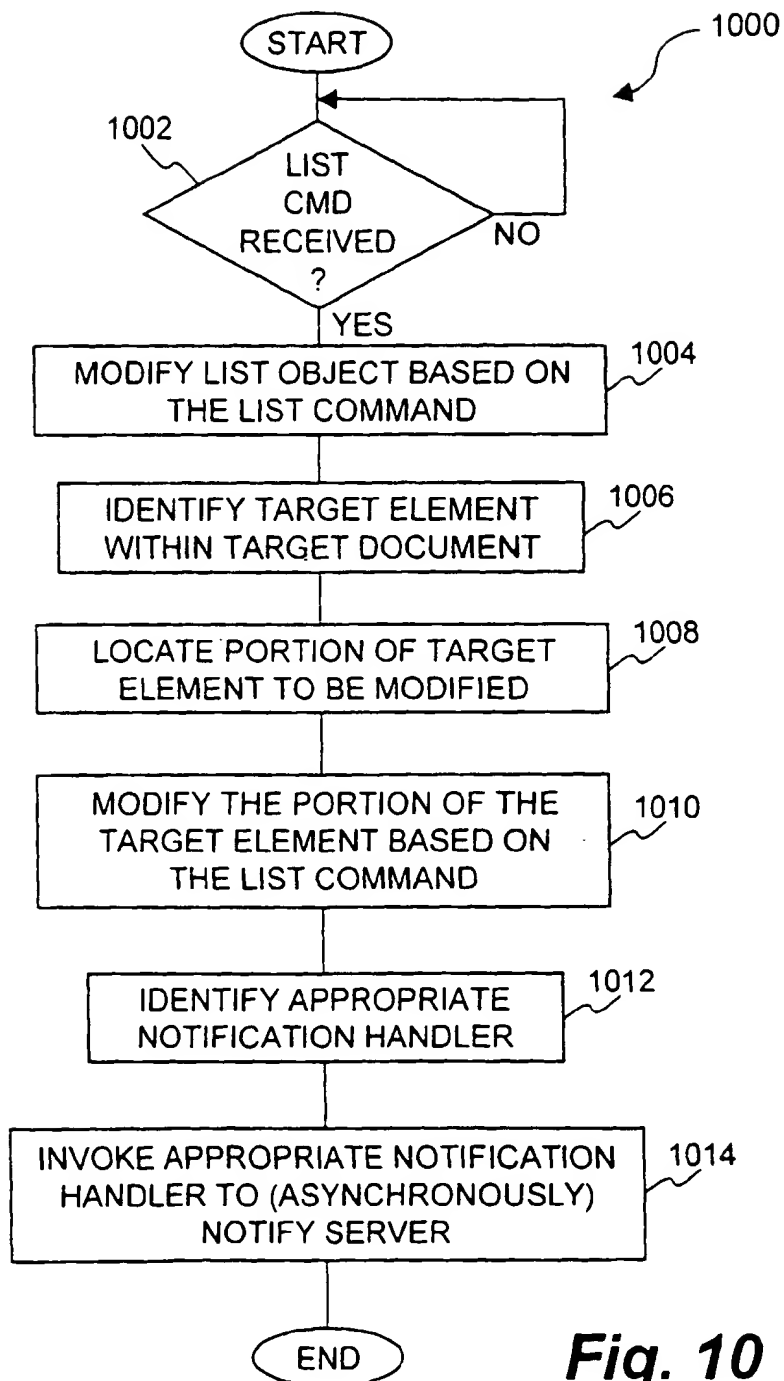 START
1000
1002
LIST
CMD
RECEIVED
?
NO
YES
MODIFY LIST OBJECT BASED ON
THE LIST COMMAND
1004
IDENTIFY TARGET ELEMENT
WITHIN TARGET DOCUMENT
1006
LOCATE PORTION OF TARGET
ELEMENT TO BE MODIFIED
1008
MODIFY THE PORTION OF THE
TARGET ELEMENT BASED ON
THE LIST COMMAND
1010
IDENTIFY APPROPRIATE
NOTIFICATION HANDLER
1012
INVOKE APPROPRIATE NOTIFICATION
HANDLER TO (ASYNCHRONOUSLY)
NOTIFY SERVER
1014
END
Fig. 10